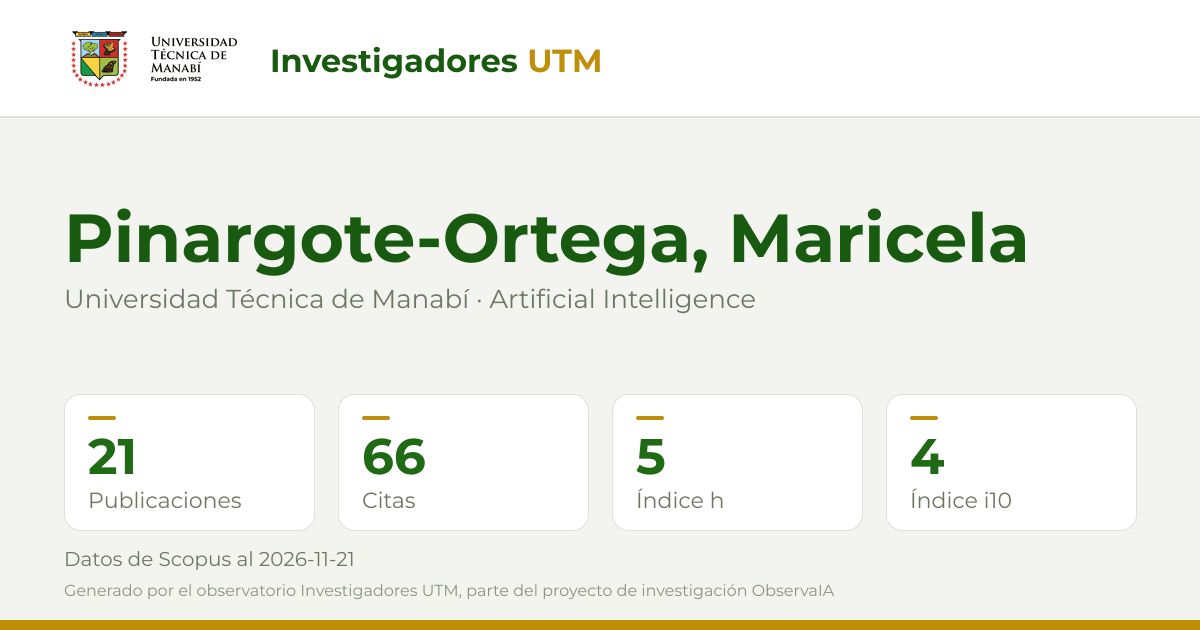 UNIVERSIDAD
TÉCNICA DE
MANABÍ
Fundada en 1952
Investigadores UTM
Pinargote-Ortega, Maricela
Universidad Técnica de Manabí · Artificial Intelligence
21
Publicaciones
66
Citas
5
Índice h
4
Índice i10
Datos de Scopus al 2026-11-21
Generado por el observatorio Investigadores UTM, parte del proyecto de investigación ObservaIA